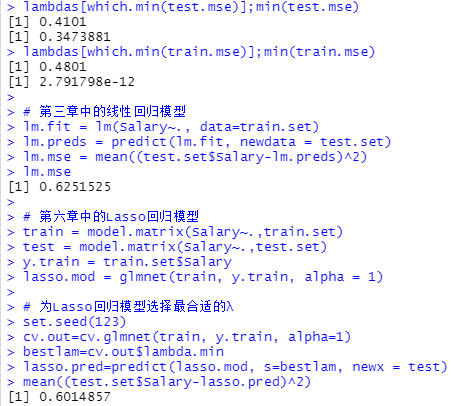 > lambdas[which.min(test.mse)];min(test.mse)
[1] 0.4101
[1] 0.3473881
> lambdas[which.min(train.mse)];min(train.mse)
[1] 0.4801
[1] 2.791798e-12
>
> # 第三章中的线性回归模型
> lm.fit = lm(Salary~., data=train.set)
> lm.preds = predict(lm.fit, newdata = test.set)
> lm.mse = mean((test.set$Salary-lm.preds)^2)
> lm.mse
[1] 0.6251525
>
> # 第六章中的Lasso回归模型
> train = model.matrix(Salary~.,train.set)
> test = model.matrix(Salary~.,test.set)
> y.train = train.set$Salary
> lasso.mod = glmnet(train, y.train, alpha = 1)
>
> # 为Lasso回归模型选择最合适的λ
> set.seed(123)
> cv.out=cv.glmnet(train, y.train, alpha=1)
> bestlam=cv.out$lambda.min
> lasso.pred=predict(lasso.mod, s=bestlam, newx = test)
> mean((test.set$Salary-lasso.pred)^2)
[1] 0.6014857